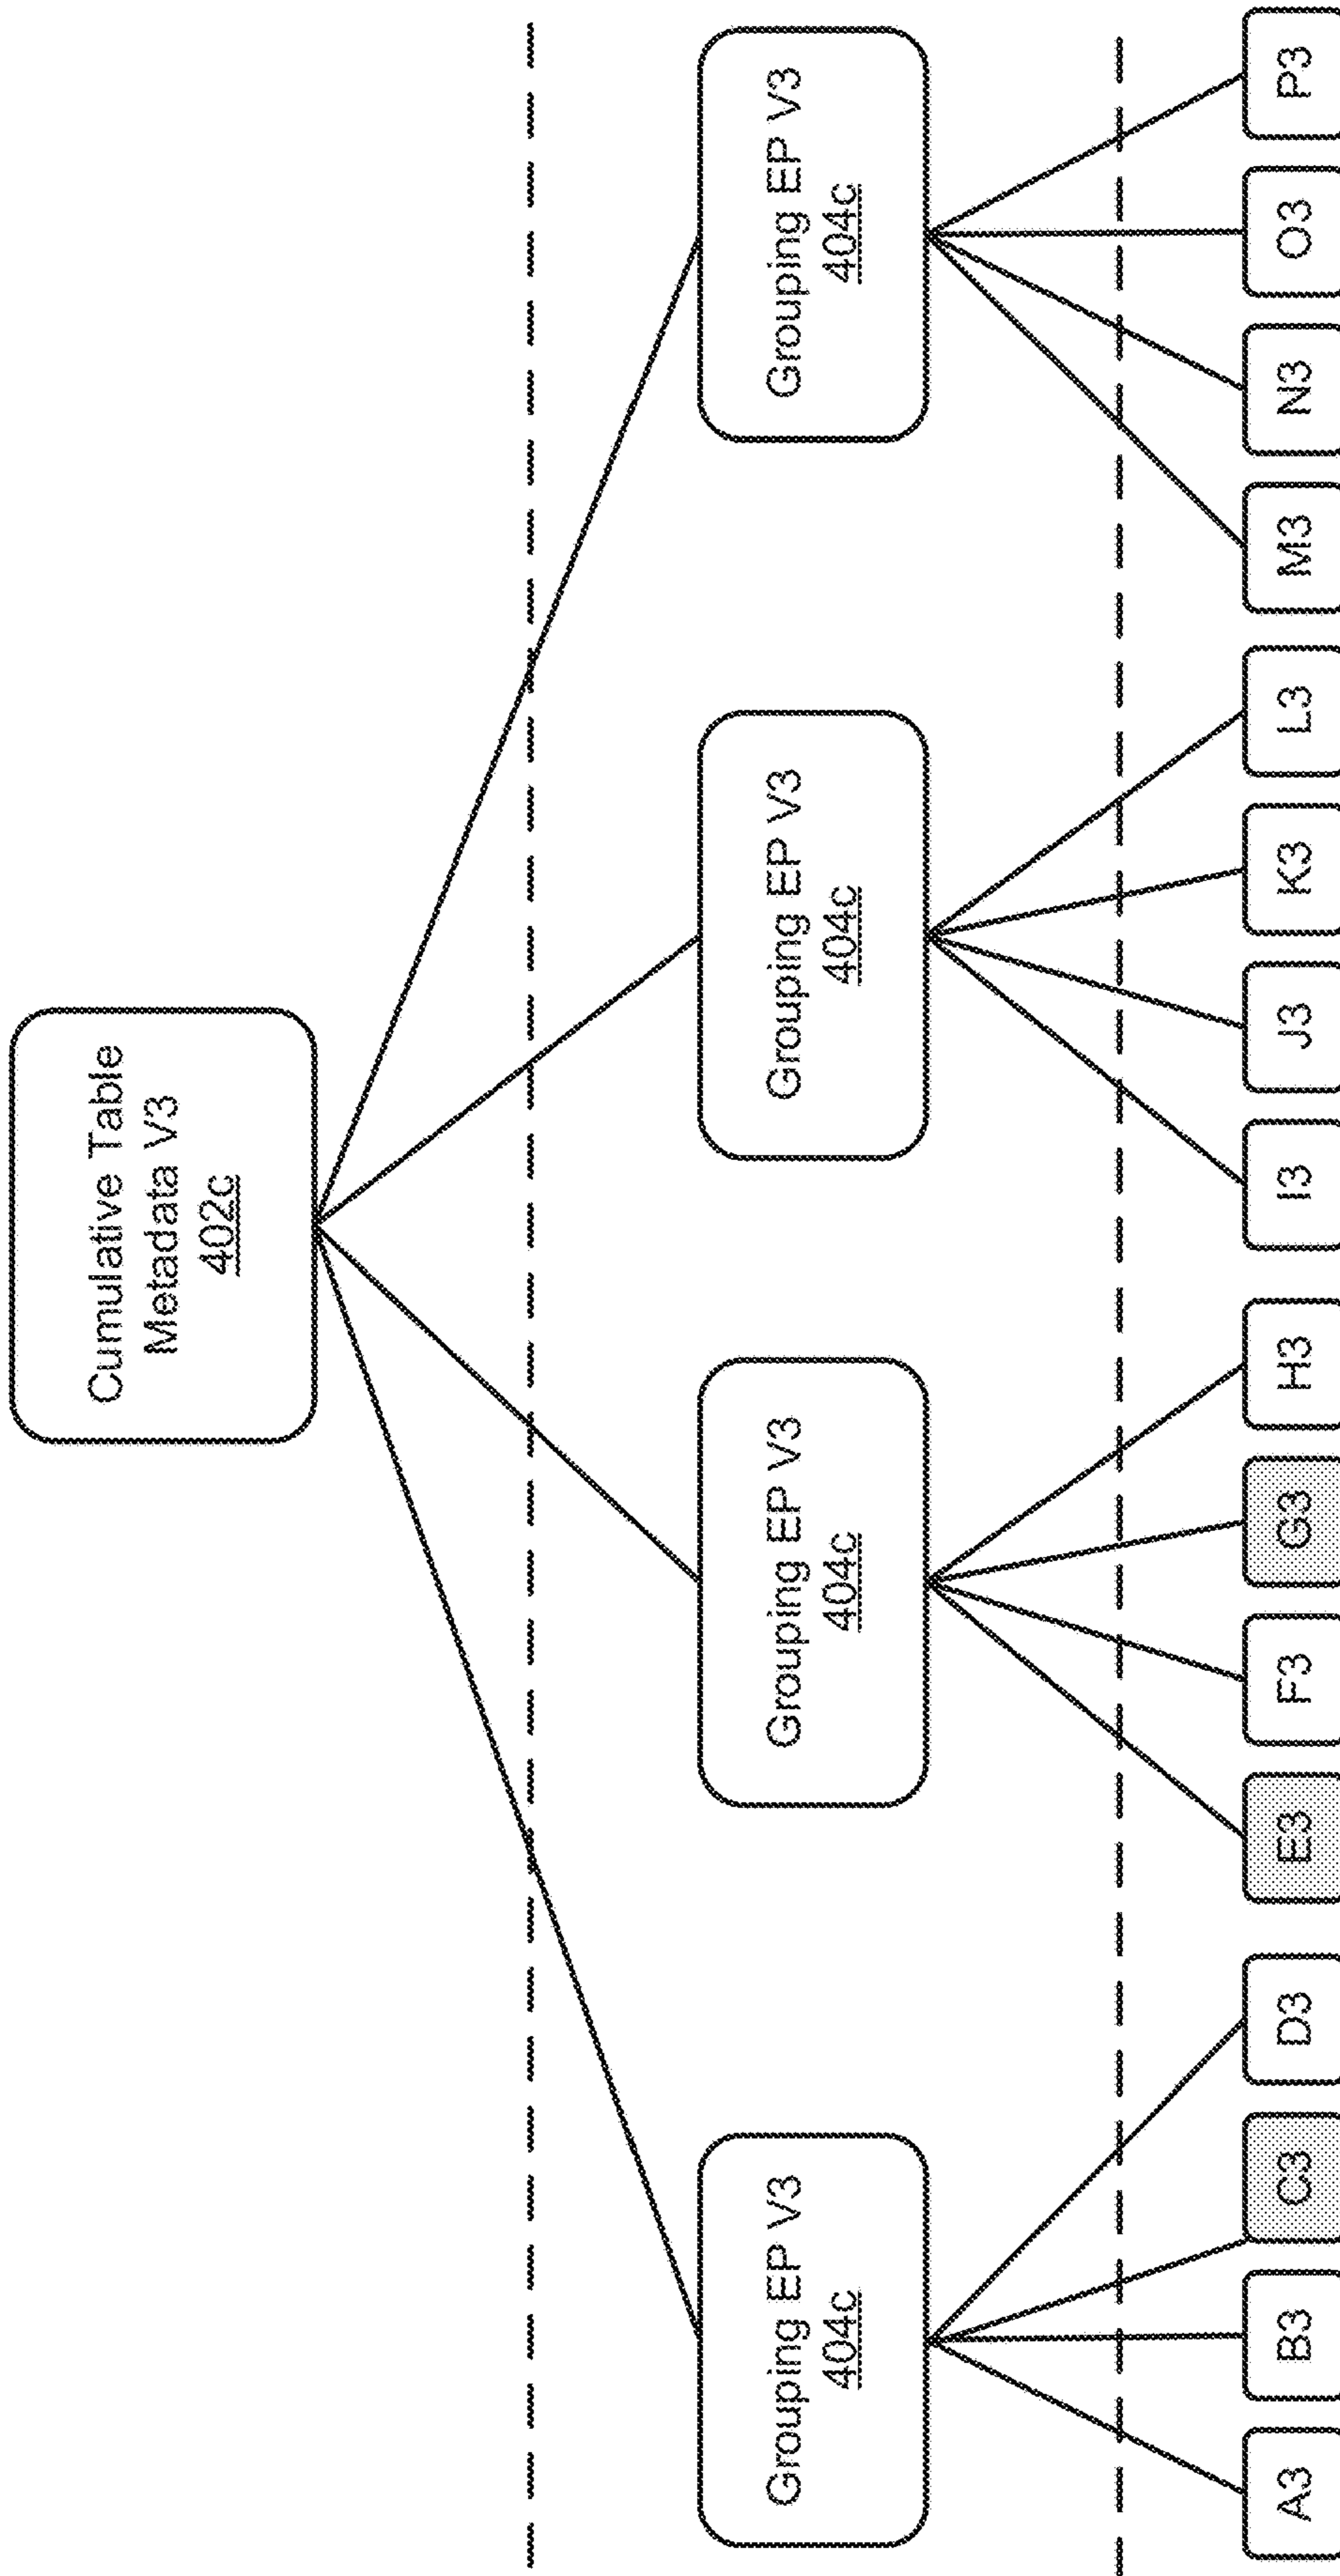 Cumulative Table
Metadata V3
402c
Grouping EP V3
404c
Grouping EP V3
404c
Grouping EP V3
404c
Grouping EP V3
404c
A3
B3
C3
D3
E3
F3
G3
H3
I3
J3
K3
L3
M3
N3
O3
P3